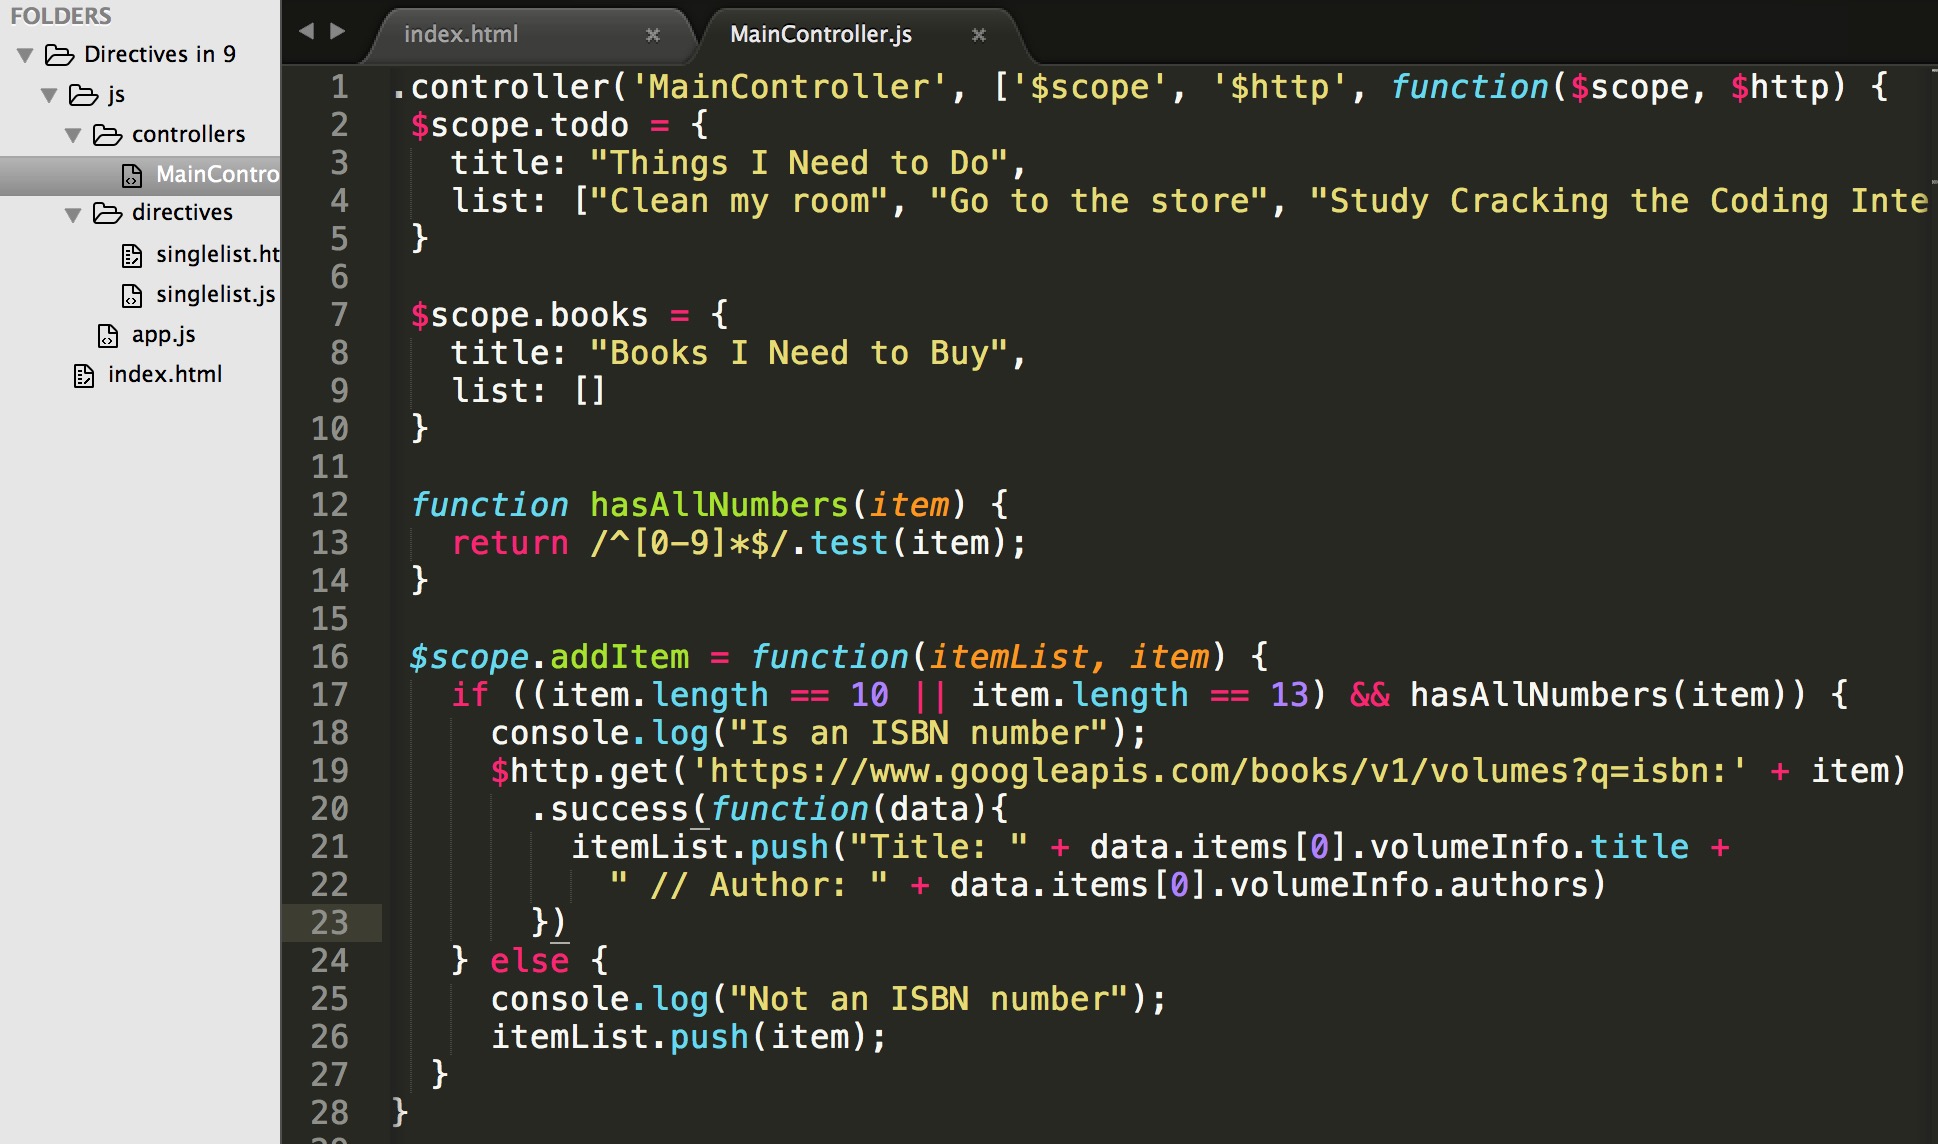 FOLDERS
Directives in 9
js
controllers
MainContro
directives
singlelist.ht
singlelist.js
app.js
index.html
index.html
MainController.js
1 .controller('MainController', ['$scope', '$http', function($scope, $http) {
2 $scope.todo = {
3 title: "Things I Need to Do",
4 list: ["Clean my room", "Go to the store", "Study Cracking the Coding Inte
5 }
6
7 $scope.books = {
8 title: "Books I Need to Buy",
9 list: []
10 }
11
12 function hasAllNumbers(item) {
13 return /^[0-9]*$/.test(item);
14 }
15
16 $scope.addItem = function(itemList, item) {
17 if ((item.length == 10 || item.length == 13) && hasAllNumbers(item)) {
18 console.log("Is an ISBN number");
19 $http.get('https://www.googleapis.com/books/v1/volumes?q=isbn:' + item)
20 .success(function(data){
21 itemList.push("Title: " + data.items[0].volumeInfo.title +
22 " // Author: " + data.items[0].volumeInfo.authors)
23 })
24 } else {
25 console.log("Not an ISBN number");
26 itemList.push(item);
27 }
28 }